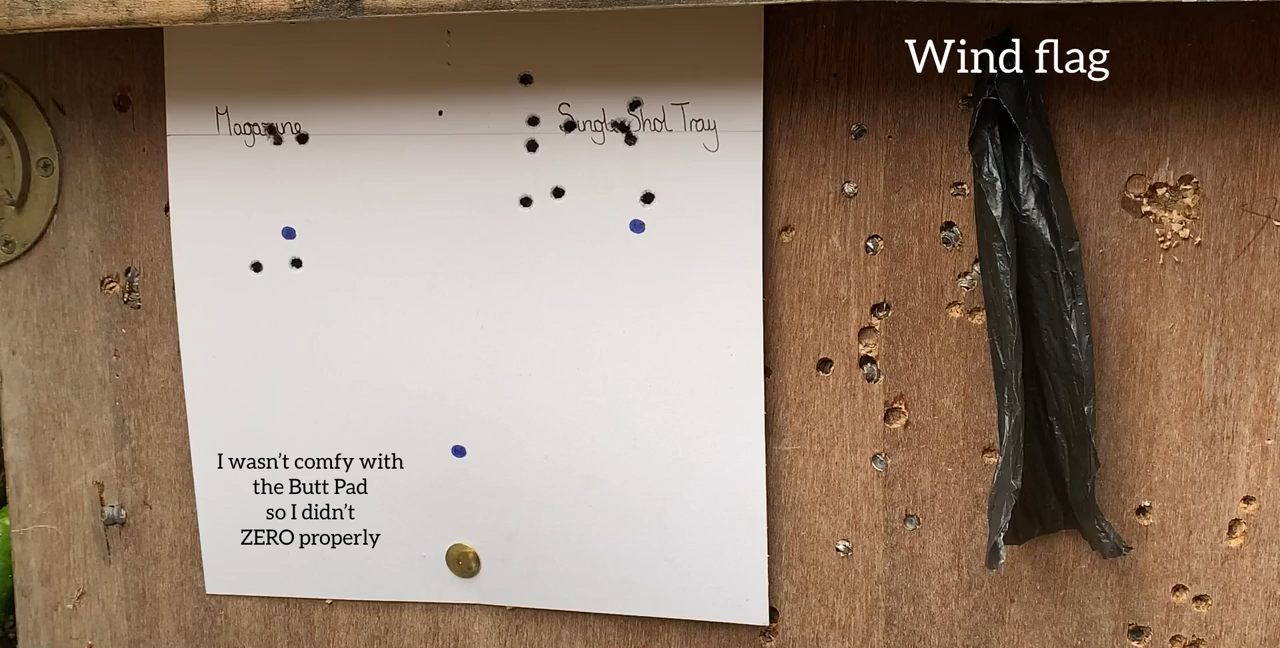 Wind flag
Magazine
Single Shot Tray
I wasn’t comfy with
the Butt Pad
so I didn’t
ZERO properly